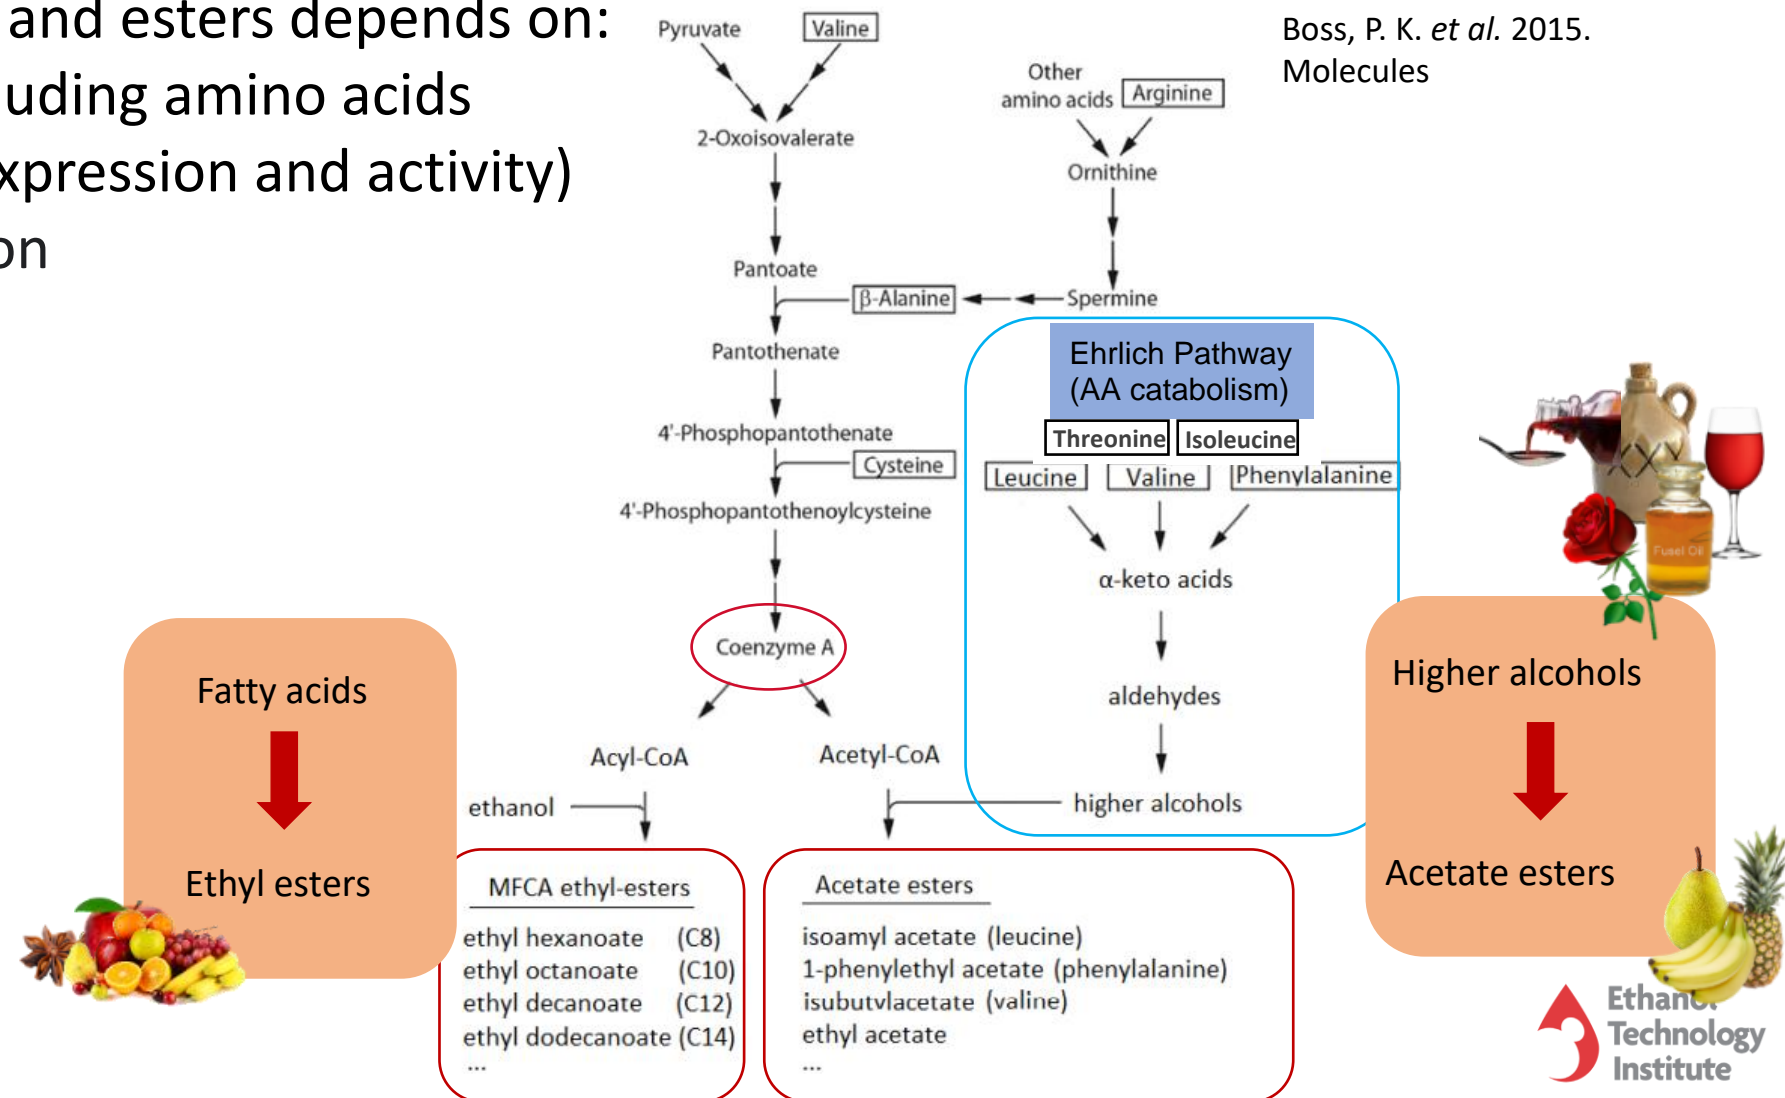 and esters depends on:
uding amino acids
xpression and activity)
on
Boss, P. K. et al. 2015.
Molecules
Pyruvate
Valine
Other
amino acids
Arginine
2-Oxoisovalerate
Ornithine
Pantoate
β-Alanine
Spermine
Pantothenate
Ehrlich Pathway
(AA catabolism)
Threonine
Isoleucine
4'-Phosphopantothenate
Cysteine
Leucine
Valine
Phenylalanine
4'-Phosphopantothenoylcysteine
α-keto acids
Coenzyme A
aldehydes
Acyl-CoA
Acetyl-CoA
ethanol
higher alcohols
Fatty acids
Ethyl esters
Higher alcohols
Acetate esters
Fusel Oil
MFCA ethyl-esters
ethyl hexanoate (C8)
ethyl octanoate (C10)
ethyl decanoate (C12)
ethyl dodecanoate (C14)
...
Acetate esters
isoamyl acetate (leucine)
1-phenylethyl acetate (phenylalanine)
isubutvlacetate (valine)
ethyl acetate
...
Ethanol
Technology
Institute